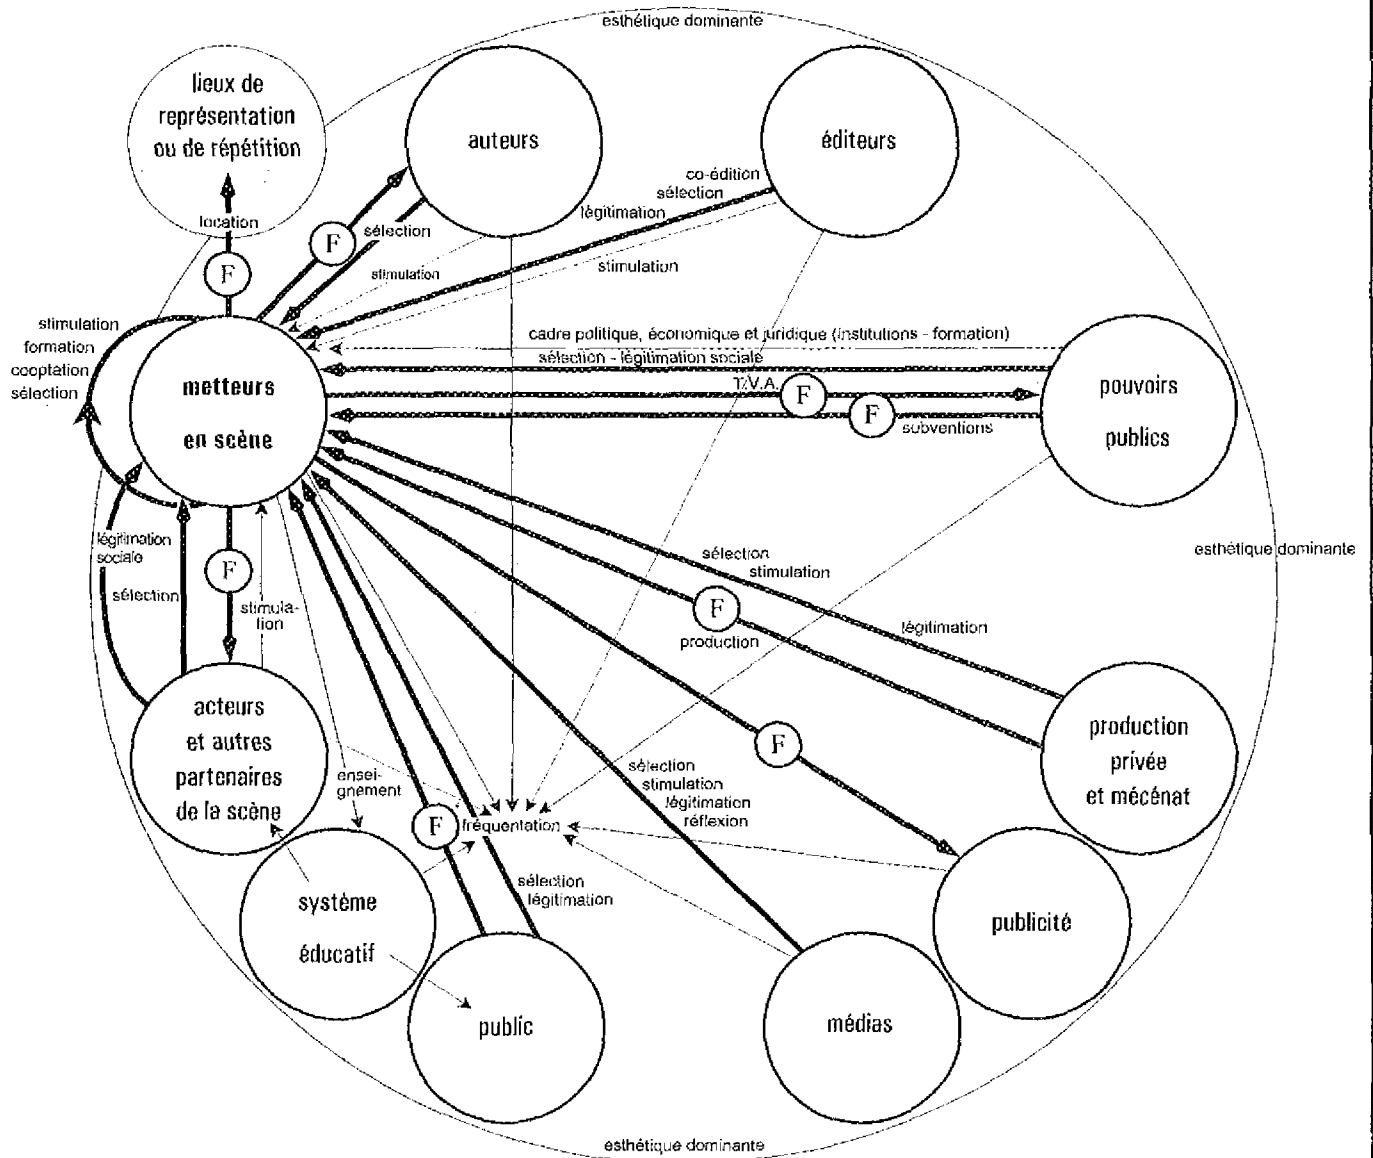 esthétique dominante
lieux de
représentation
ou de répétition
auteurs
éditeurs
co-édition
sélection
légitimation
location
F
sélection
F
stimulation
stimulation
stimulation
formation
cooptation
sélection
metteurs
en scène
cadre politique, économique et juridique (institutions - formation)
sélection - légitimation sociale
T.V.A.
F
F
subventions
pouvoirs
publics
légitimation
sociale
F
sélection
stimula-
tion
sélection
stimulation
esthétique dominante
F
production
légitimation
acteurs
et autres
partenaires
de la scène
production
privée
et mécénat
F
ensei-
gnement
sélection
stimulation
légitimation
réflexion
F
fréquentation
sélection
légitimation
système
éducatif
publicité
public
médias
esthétique dominante